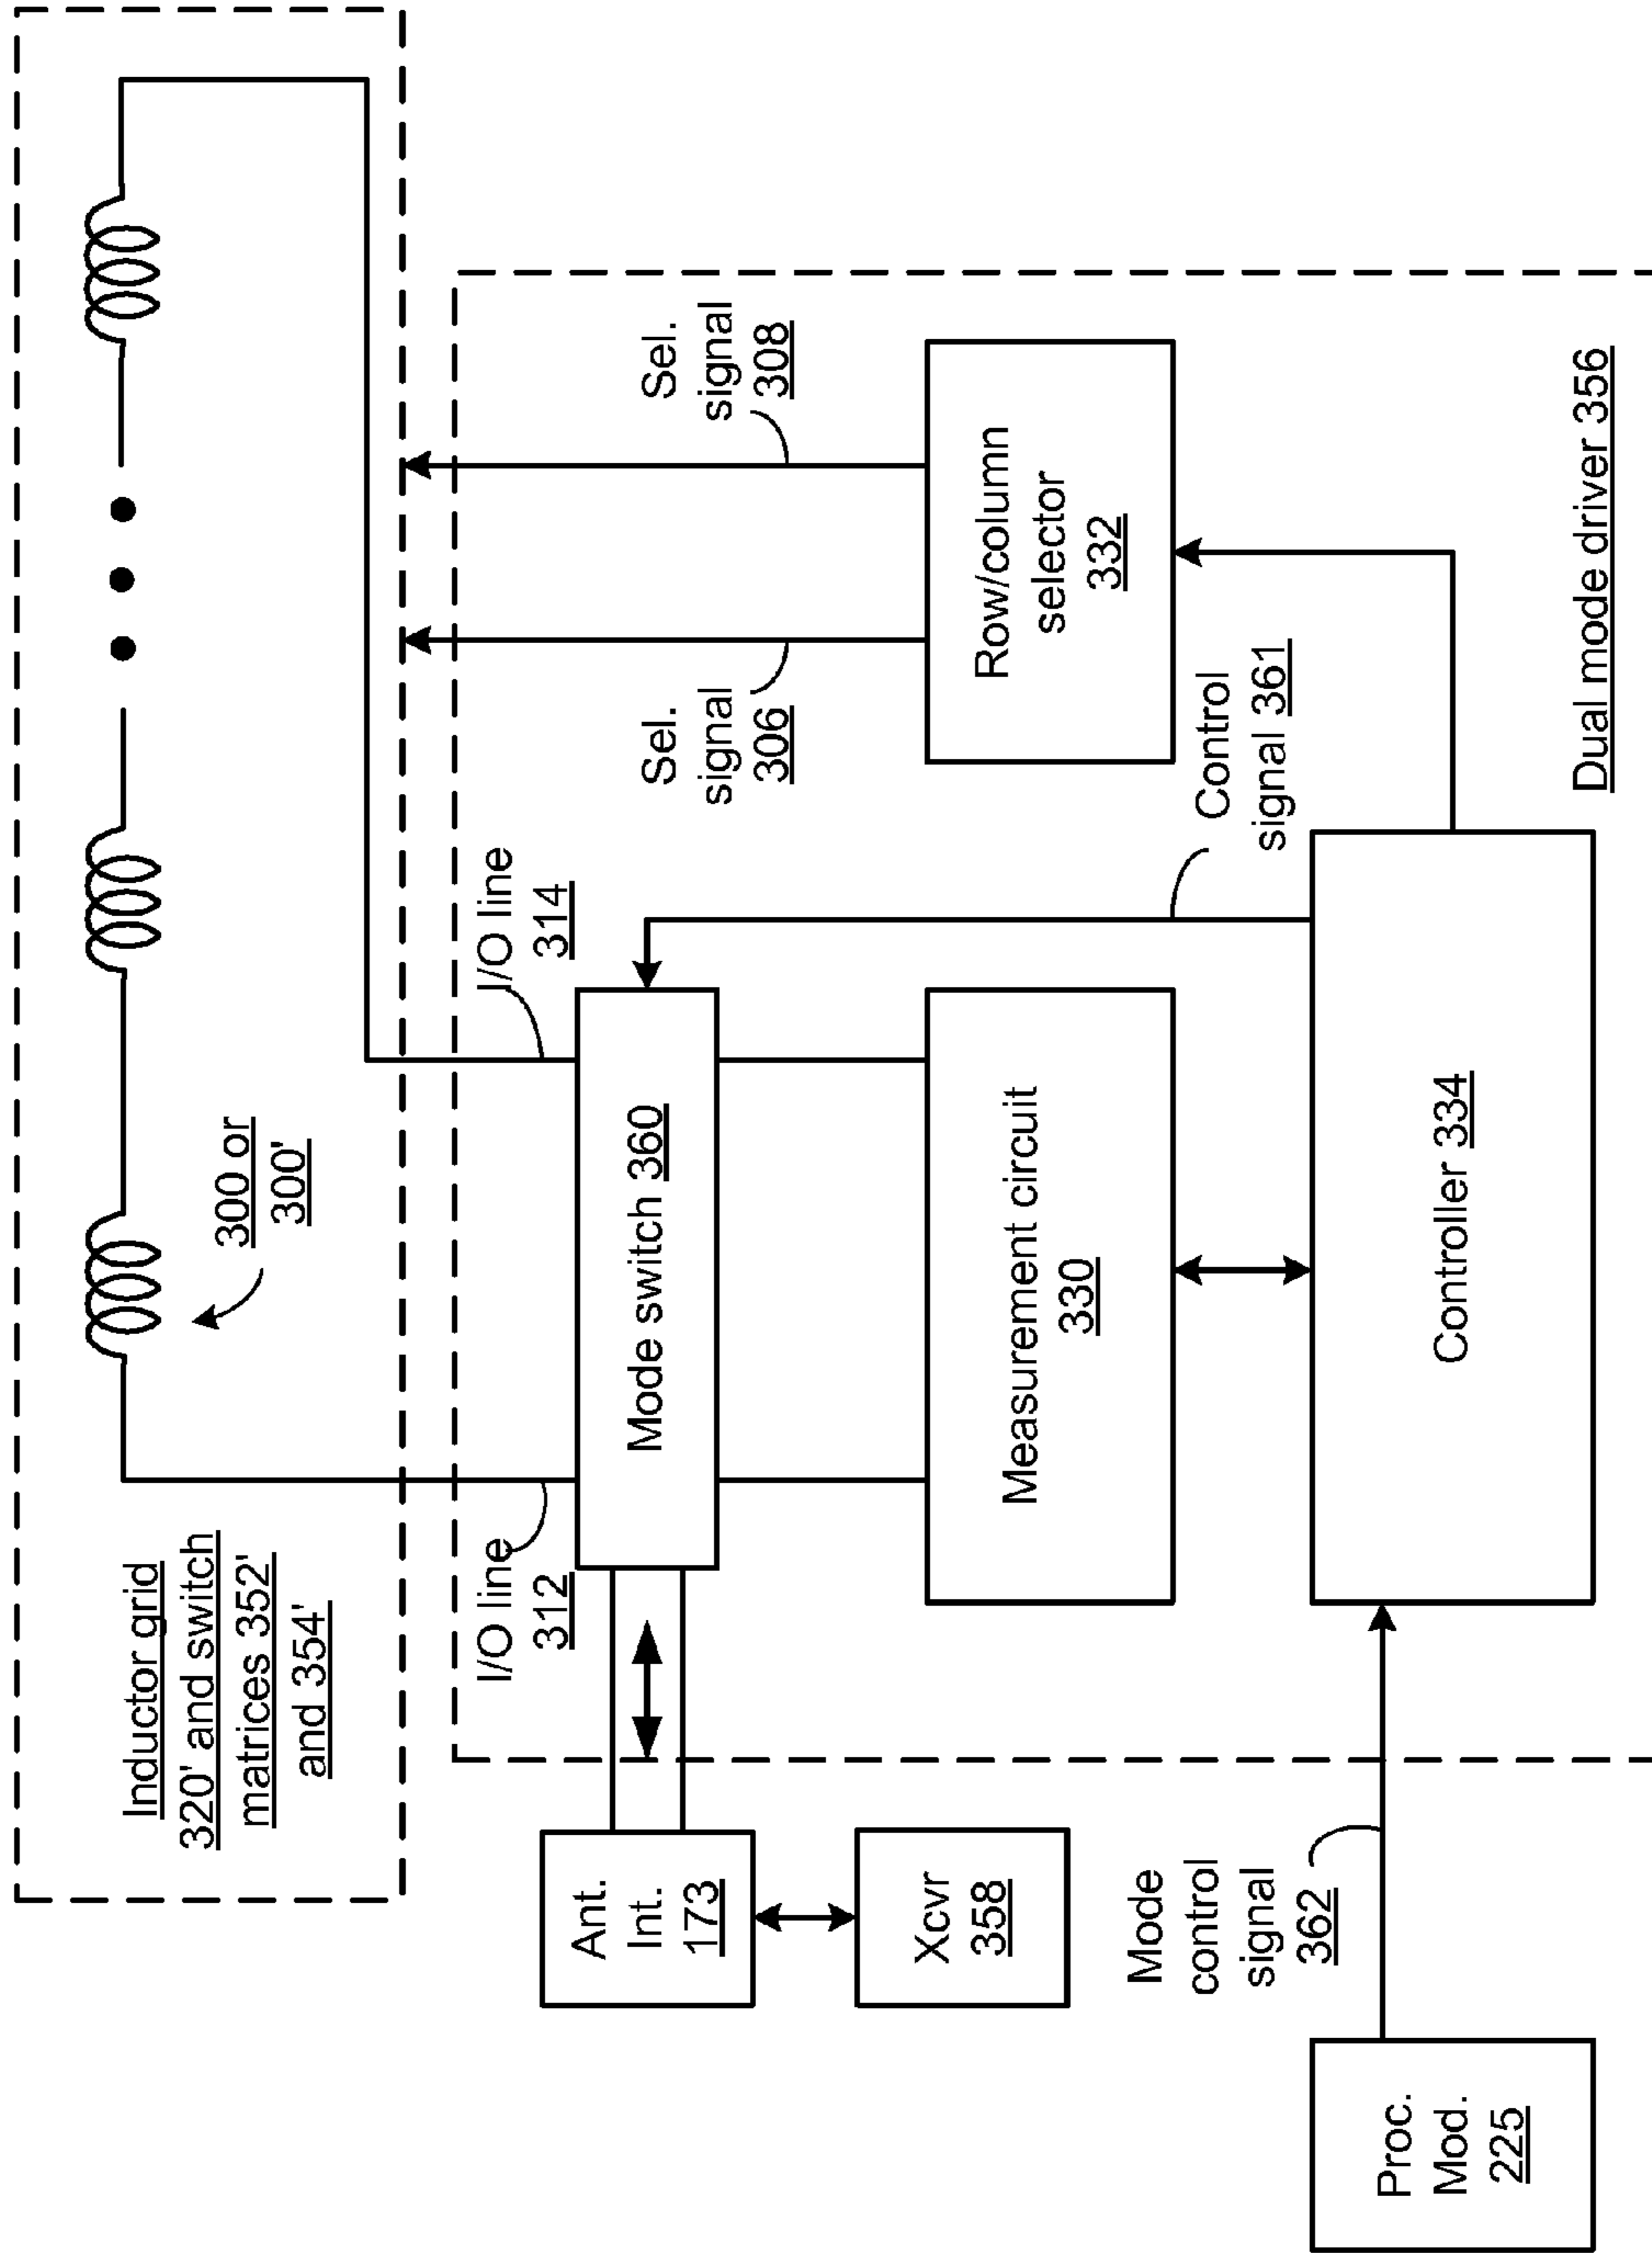 Inductor grid
320' and switch
matrices 352'
and 354'
300 or
300'
I/O line
312
I/O line
314
Sel.
signal
306
Sel.
signal
308
Ant.
Int.
173
Mode switch 360
Xcvr
358
Measurement circuit
330
Row/column
selector
332
Control
signal 361
Mode
control
signal
362
Proc.
Mod.
225
Controller 334
Dual mode driver 356